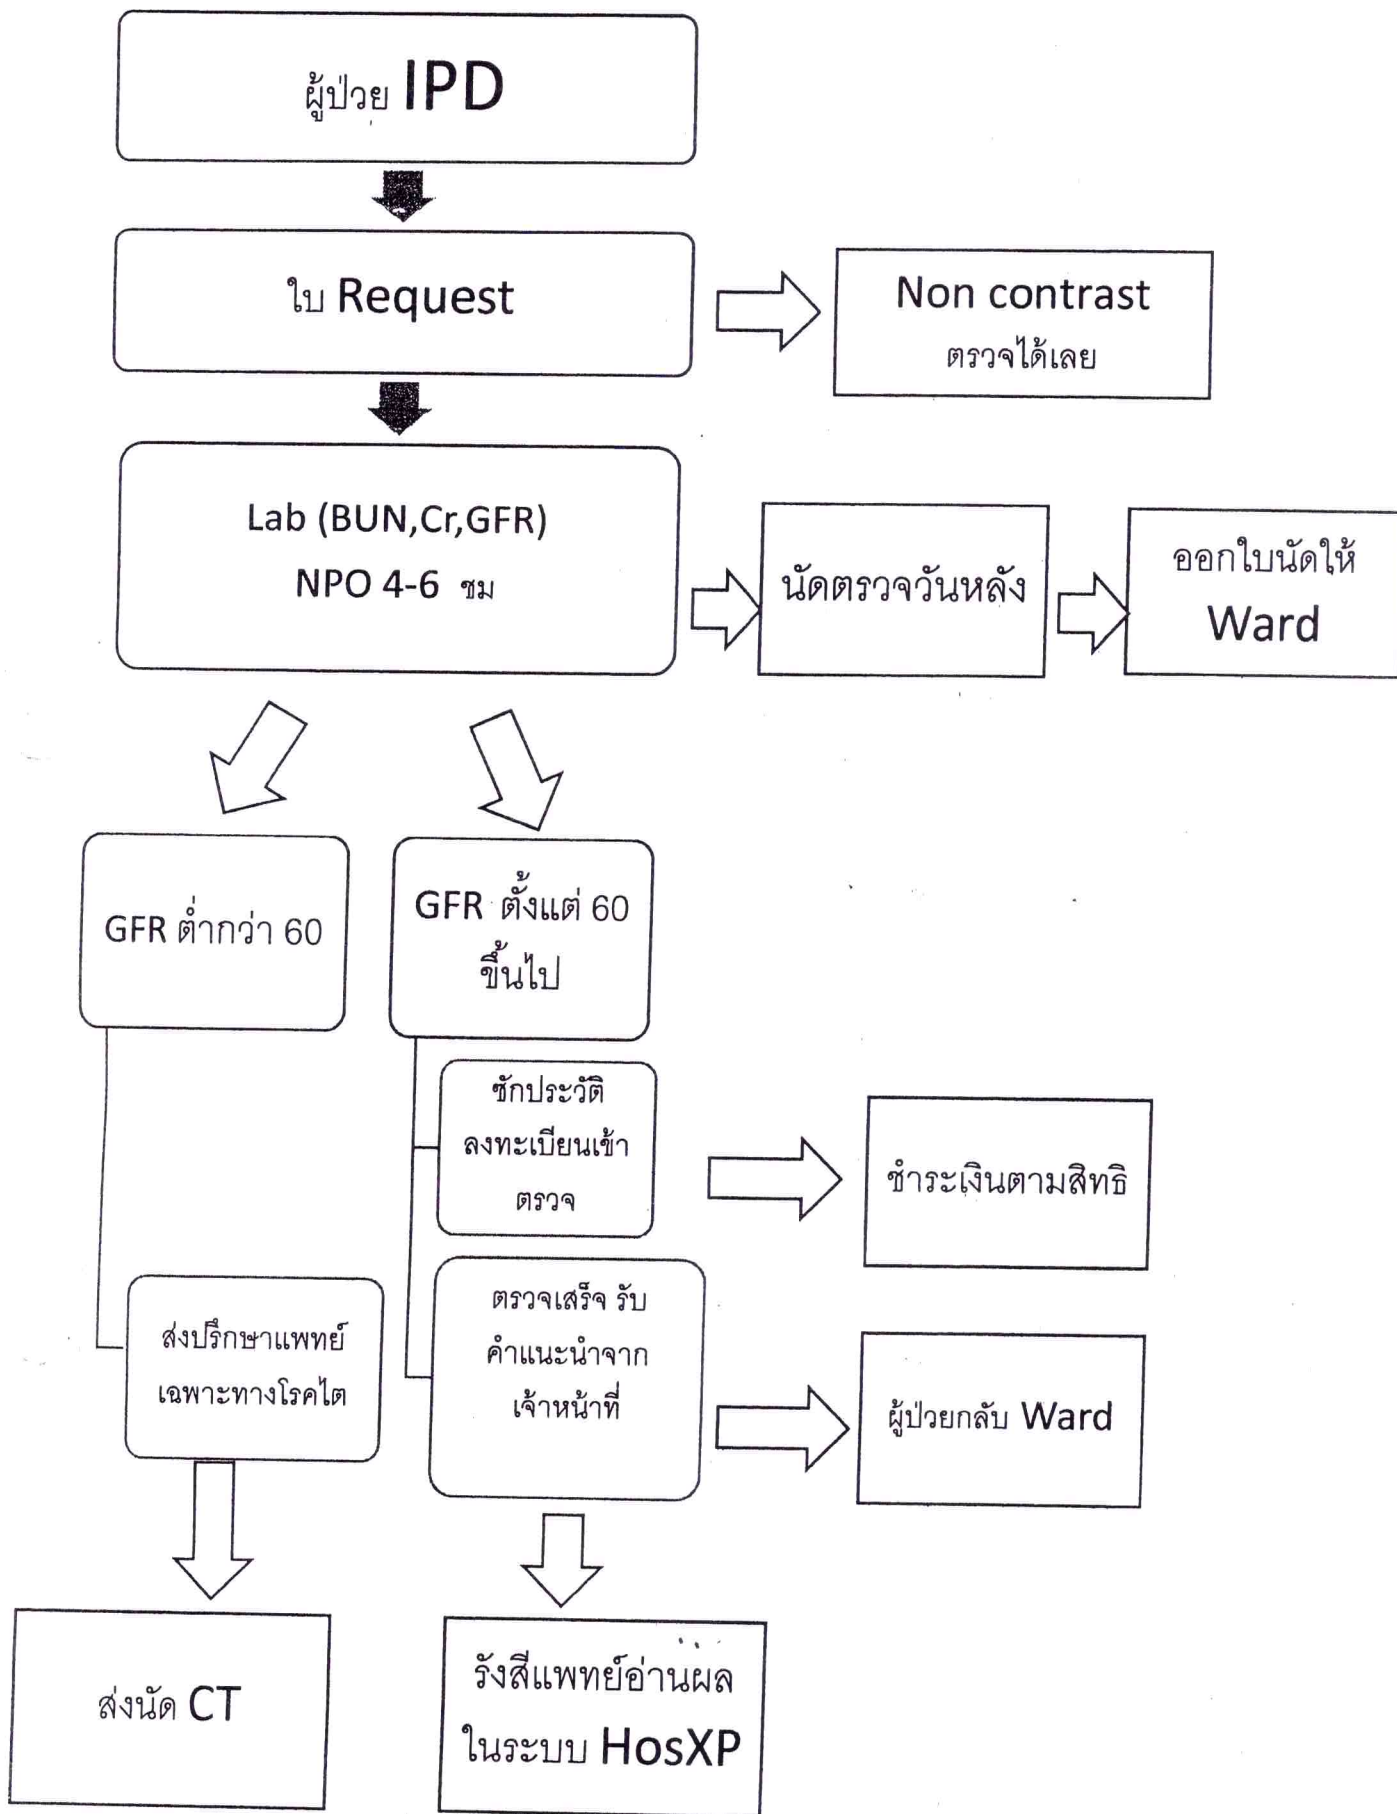 ผู้ป่วย IPD
ใบ Request
Non contrast
ตรวจได้เลย
Lab (BUN,Cr,GFR)
NPO 4-6 ชม
นัดตรวจวันหลัง
ออกใบนัดให้
Ward
GFR ต่ำกว่า 60
GFR ตั้งแต่ 60
ขึ้นไป
ซักประวัติ
ลงทะเบียนเข้า
ตรวจ
ชำระเงินตามสิทธิ
ส่งปรึกษาแพทย์
เฉพาะทางโรคไต
ตรวจเสร็จ รับ
คำแนะนำจาก
เจ้าหน้าที่
ผู้ป่วยกลับ Ward
ส่งนัด CT
รังสีแพทย์อ่านผล
ในระบบ HosXP